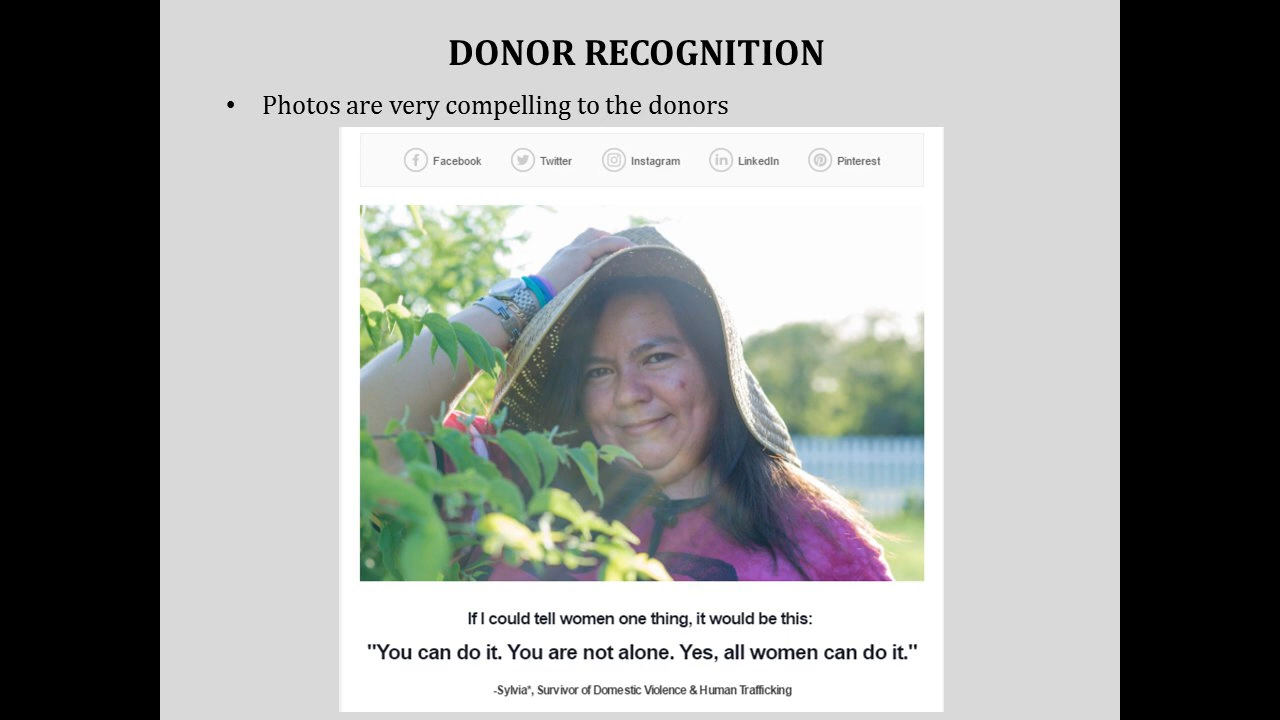 DONOR RECOGNITION
• Photos are very compelling to the donors
Facebook Twitter Instagram LinkedIn Pinterest
If I could tell women one thing, it would be this:
"You can do it. You are not alone. Yes, all women can do it."
-Sylvia*, Survivor of Domestic Violence & Human Trafficking